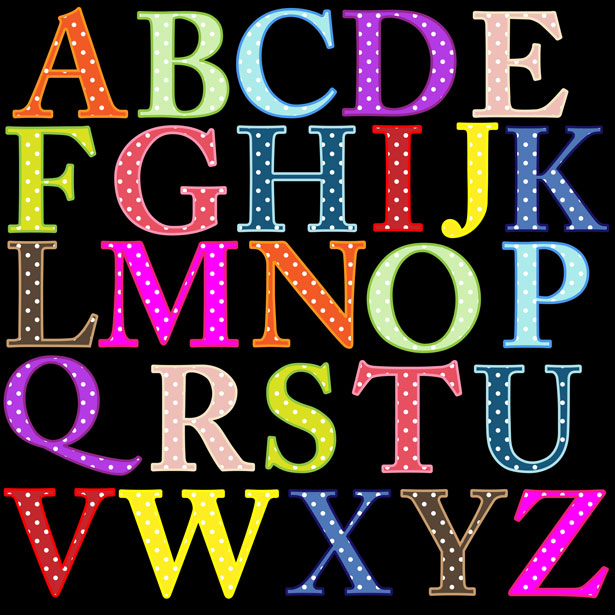 ABCDE
FGHIJK
LMNOP
QRSTU
VWXYZ